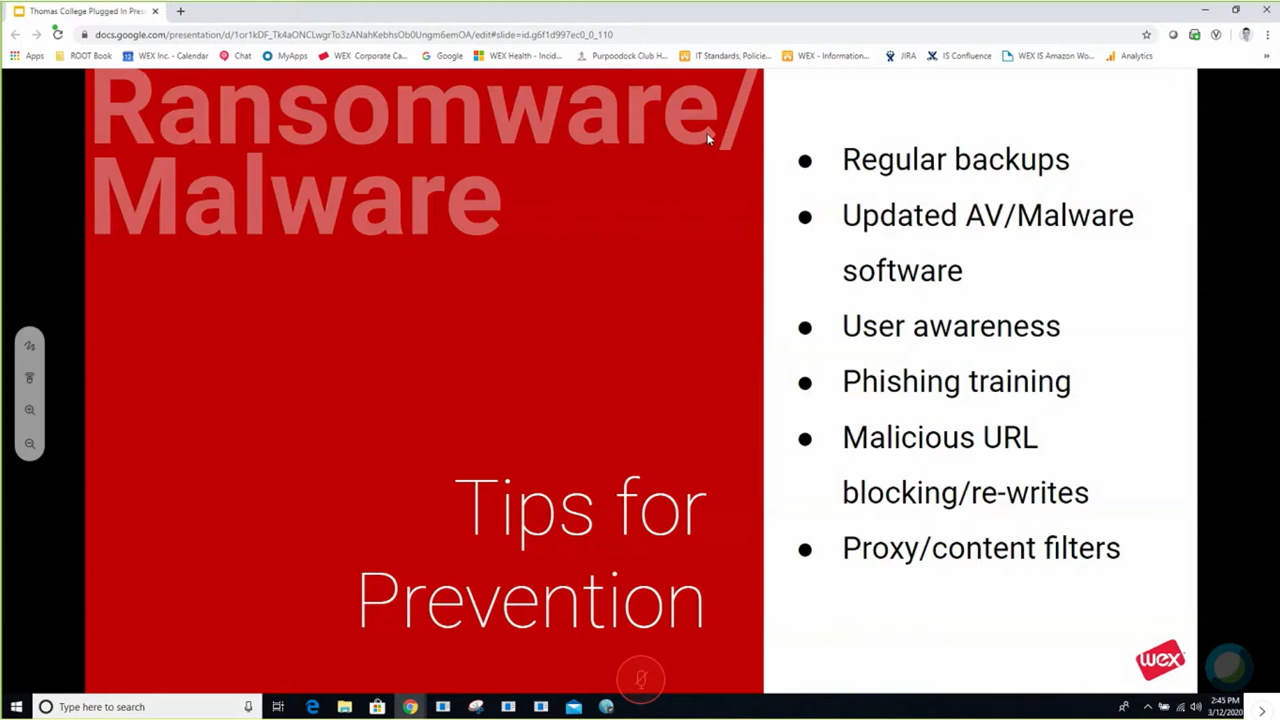 Thomas College Plugged In Pres
docs.google.com/presentation/d/1or1kDF_Tk4aONCLwgrTo3zANahKebhsOb0Ungm6emOA/edit#slide=id.g6f1d997ec0_0_110
Apps ROOT Book WEX Inc. - Calendar Chat MyApps WEX Corporate Ca... Google WEX Health - Incid... Purpoodock Club H... IT Standards, Policie... WEX - Information... JIRA IS Confluence WEX IS Amazon Wo... Analytics
Ransomware/
Malware
Tips for
Prevention
● Regular backups
● Updated AV/Malware
software
● User awareness
● Phishing training
● Malicious URL
blocking/re-writes
● Proxy/content filters
wex
Type here to search
2:45 PM
3/12/2020